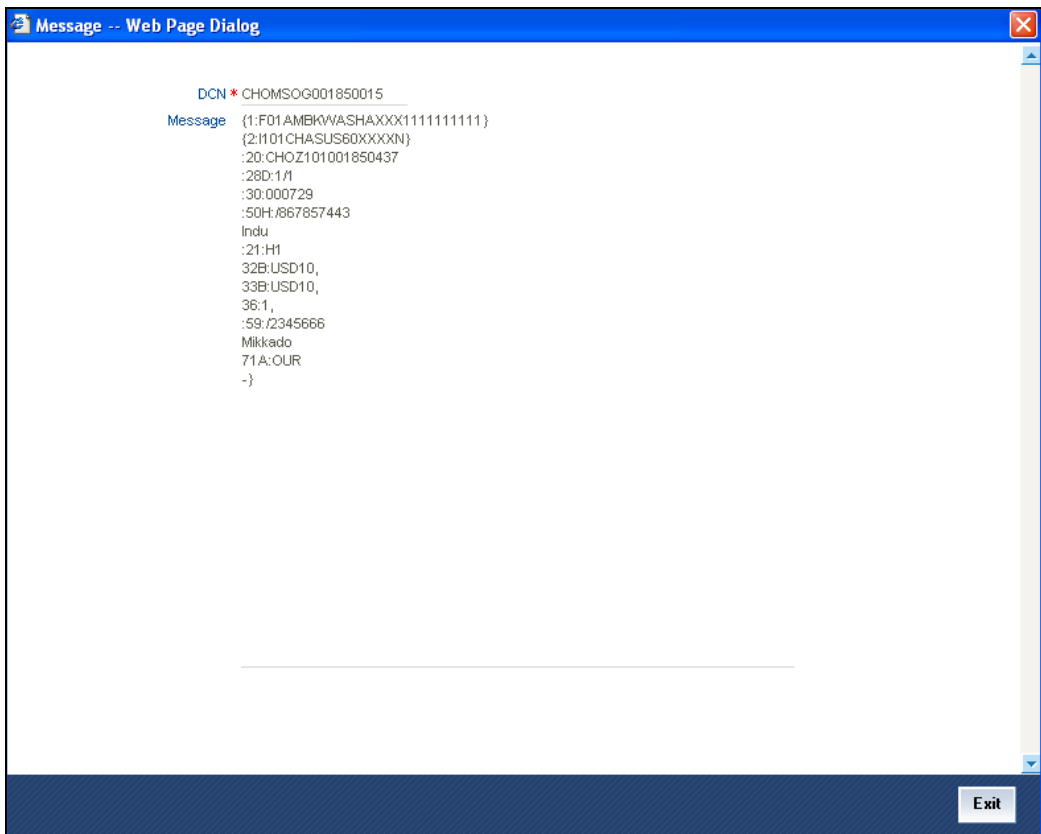 Message -- Web Page Dialog
DCN * CHOMSOG001850015
Message {1:F01AMBKWASHAXXX1111111111}
{2:I101CHASUS60XXXXN}
:20:CHOZ101001850437
:28D:1/1
:30:000729
:50H:/867857443
Indu
:21:H1
32B:USD10,
33B:USD10,
36:1,
:59:/2345666
Mikkado
71A:OUR
-}
Exit